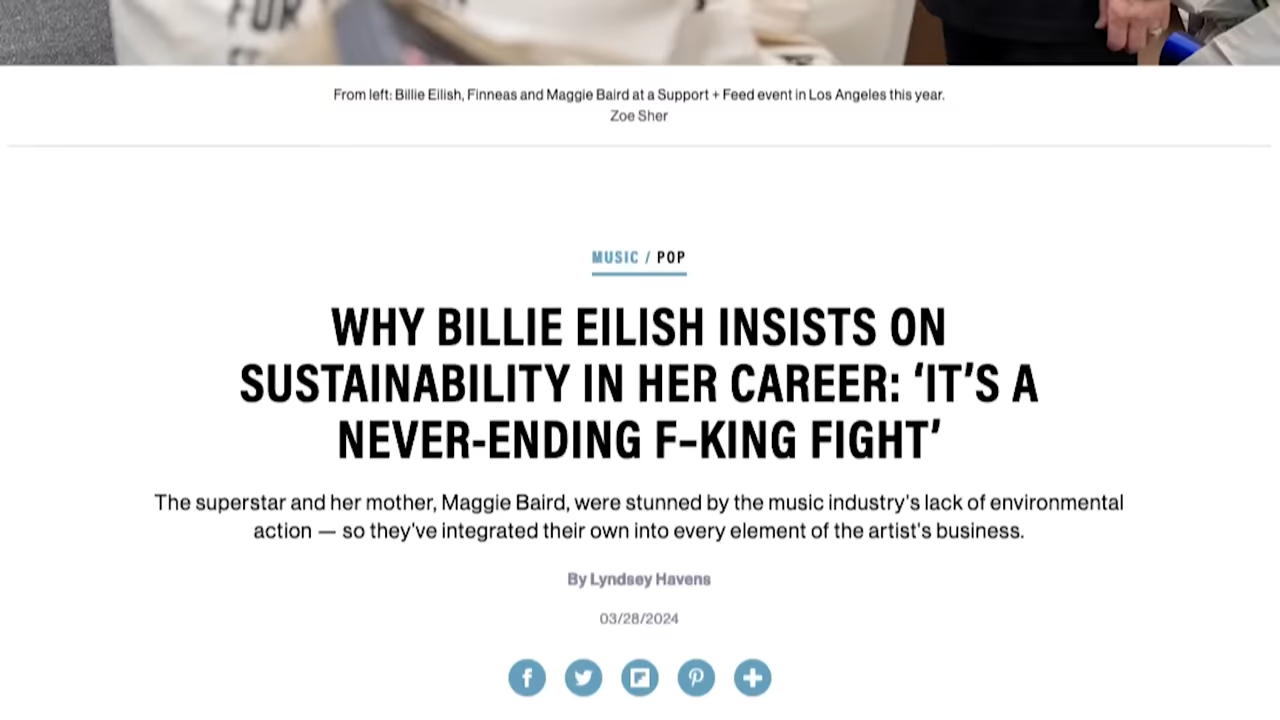 FOR
From left: Billie Eilish, Finneas and Maggie Baird at a Support + Feed event in Los Angeles this year.
Zoe Sher
MUSIC / POP
WHY BILLIE EILISH INSISTS ON
SUSTAINABILITY IN HER CAREER: ‘IT’S A
NEVER-ENDING F–KING FIGHT’
The superstar and her mother, Maggie Baird, were stunned by the music industry's lack of environmental
action — so they've integrated their own into every element of the artist's business.
By Lyndsey Havens
03/28/2024